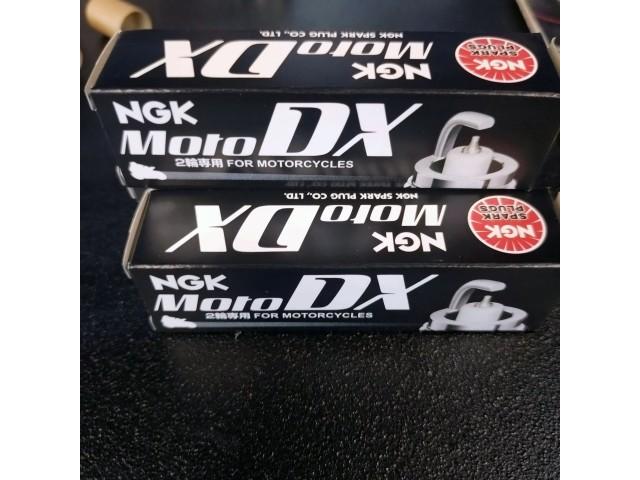 NGK SPARK PLUG CO., LTD.
NGK
MotoDX
NGK
SPARK
PLUGS
NGK
MotoDX
2輪専用 FOR MOTORCYCLES
NGK SPARK PLUG CO., LTD.
NGK
MotoDX
NGK
SPARK
PLUGS
NGK
MotoDX
2輪専用 FOR MOTORCYCLES